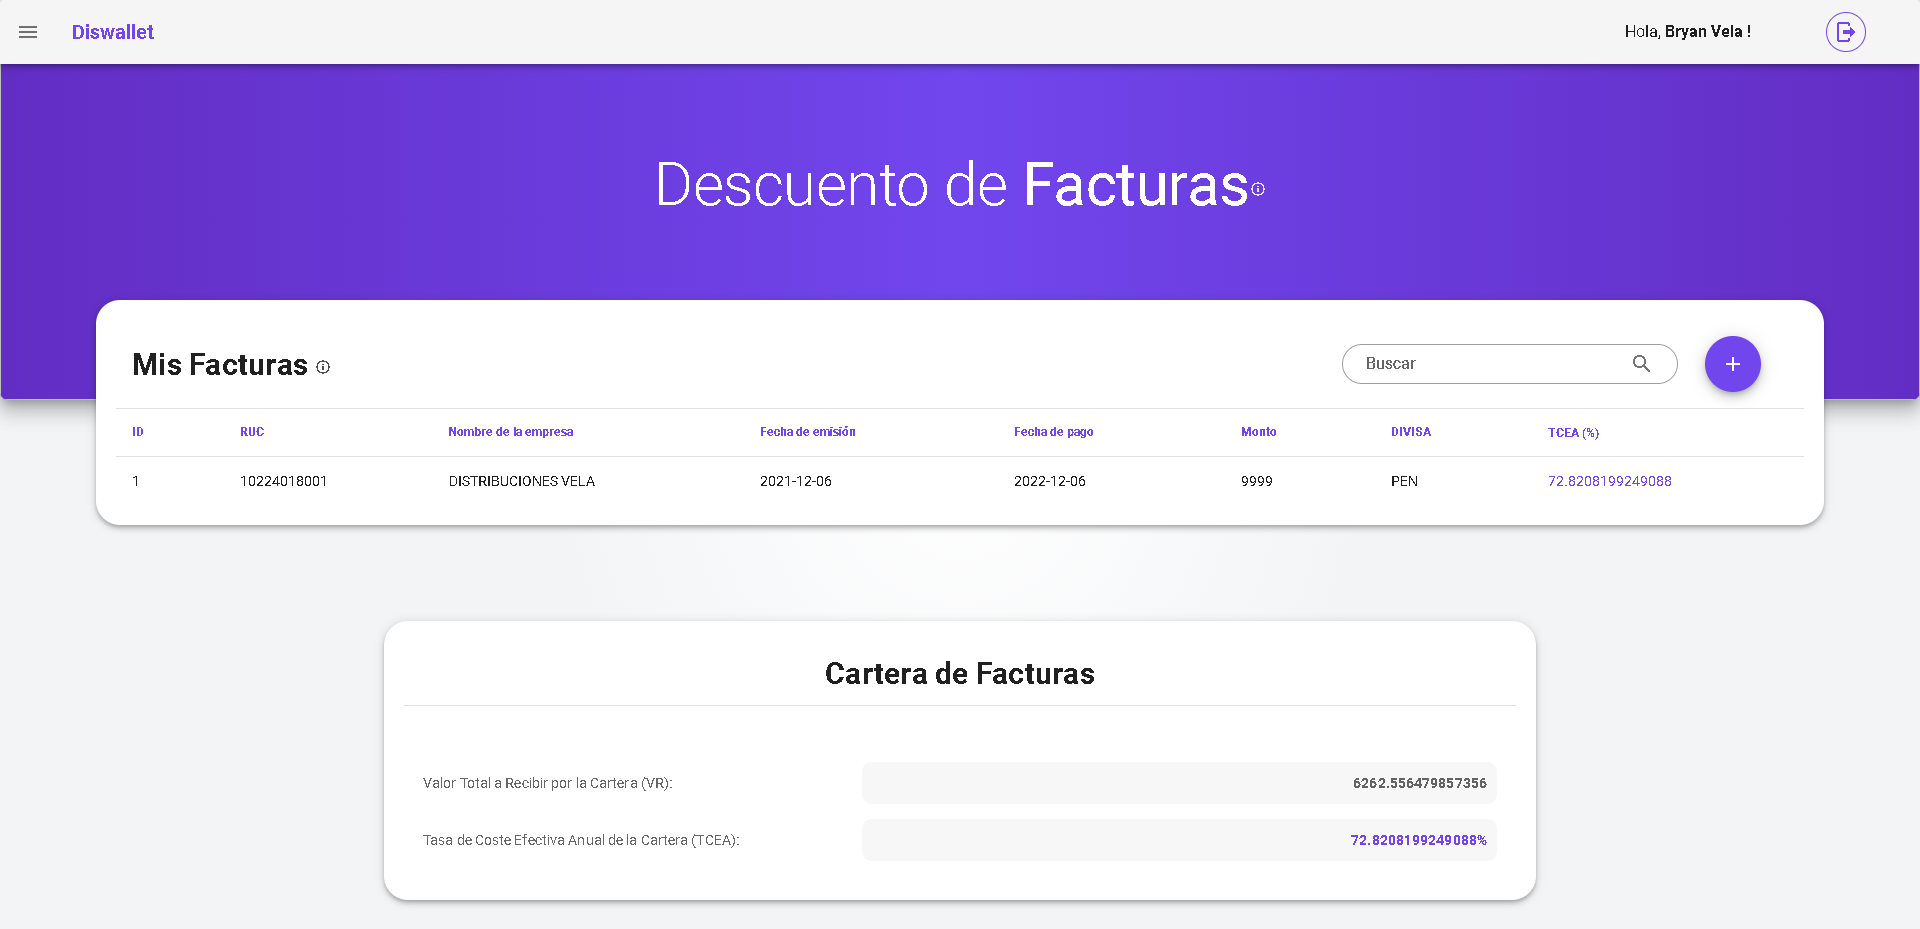 Diswallet Hola, Bryan Vela !
Descuento de Facturas
Mis Facturas Buscar
ID RUC Nombre de la empresa Fecha de emisión Fecha de pago Monto DIVISA TCEA (%)
1 10224018001 DISTRIBUCIONES VELA 2021-12-06 2022-12-06 9999 PEN 72.8208199249088
Cartera de Facturas
Valor Total a Recibir por la Cartera (VR): 6262.556479857356
Tasa de Coste Efectiva Anual de la Cartera (TCEA): 72.8208199249088%